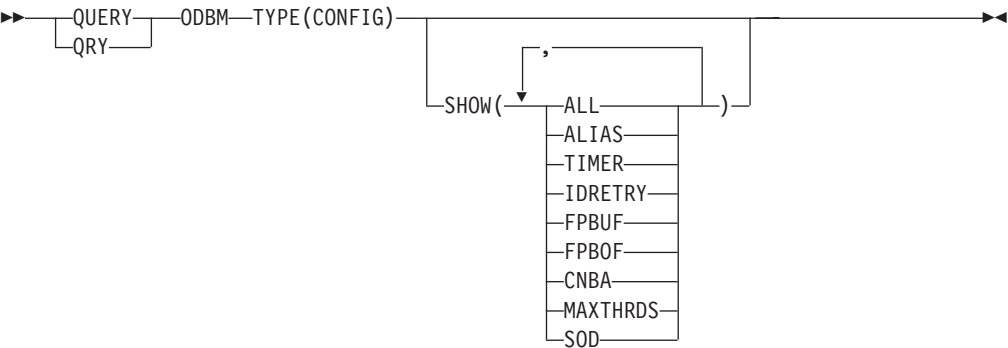 QUERY ODBM TYPE(CONFIG)
QRY
,
SHOW( ALL )
ALIAS
TIMER
IDRETRY
FPBUF
FPBOF
CNBA
MAXTHRDS
SOD